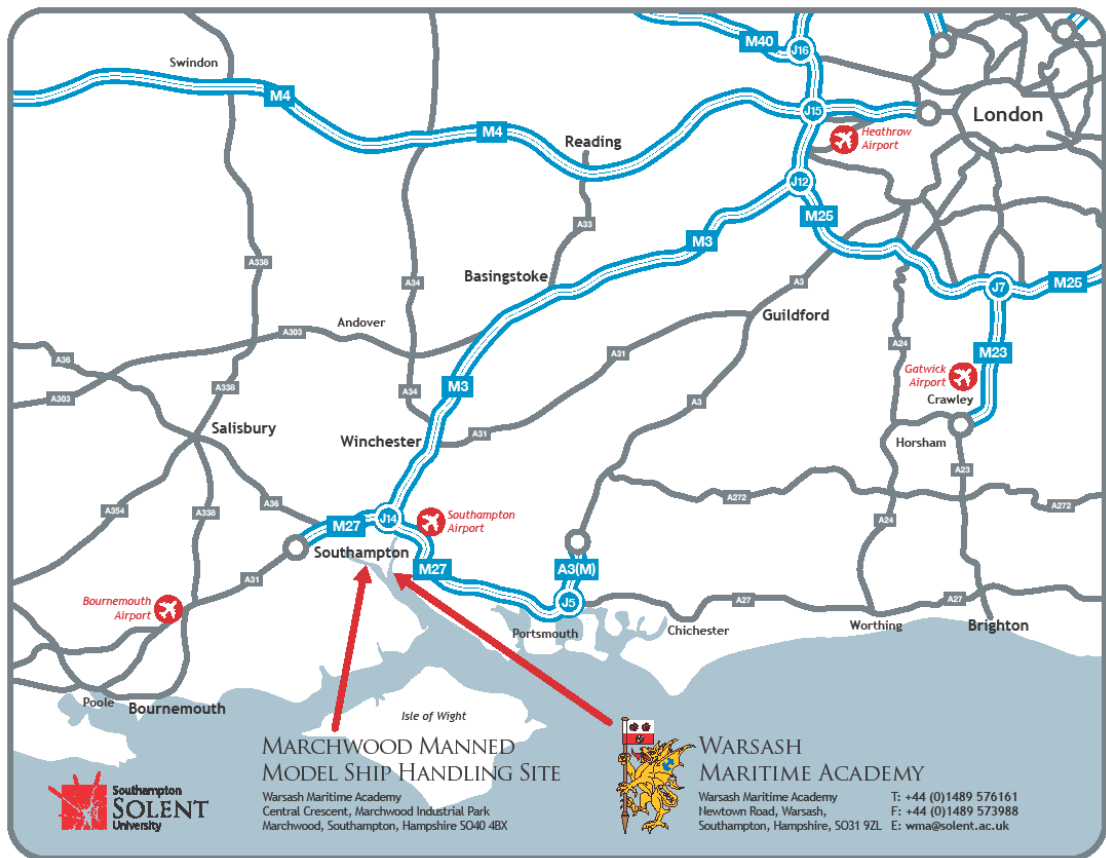 M40
J16
Swindon
M4
J15
London
Heathrow
Airport
M4
Reading
J12
M25
A33
M3
A338
Basingstoke
A34
A3
J7
M25
Guildford
Andover
A303
A31
A24
M23
A36
Gatwick
Airport
Crawley
A338
M3
A34
A303
A3
Salisbury
Winchester
A31
Horsham
A23
A36
A272
A272
A354
A338
M27
J14
Southampton
Airport
A24
Southampton
M27
A3(M)
A31
J5
Bournemouth
Airport
A27
A27
Portsmouth
Chichester
Worthing
Brighton
Poole
Bournemouth
Isle of Wight
Marchwood Manned
Model Ship Handling Site
Warsash Maritime Academy
Central Crescent, Marchwood Industrial Park
Marchwood, Southampton, Hampshire SO40 4BX
Warsash
Maritime Academy
Warsash Maritime Academy
Newtown Road, Warsash,
Southampton, Hampshire, SO31 9ZL
T: +44 (0)1489 576161
F: +44 (0)1489 573988
E: wma@solent.ac.uk
Southampton
SOLENT
University